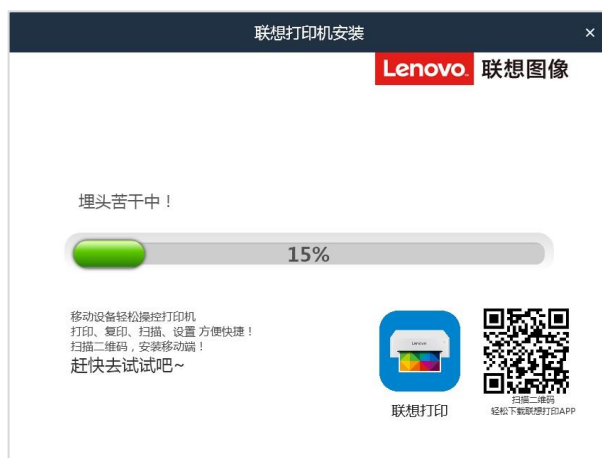 联想打印机安装
×
Lenovo. 联想图像
埋头苦干中！
15%
移动设备轻松操控打印机
打印、复印、扫描、设置 方便快捷！
扫描二维码，安装移动端！
赶快去试试吧~
Lenovo
联想打印
扫描二维码
轻松下载联想打印APP